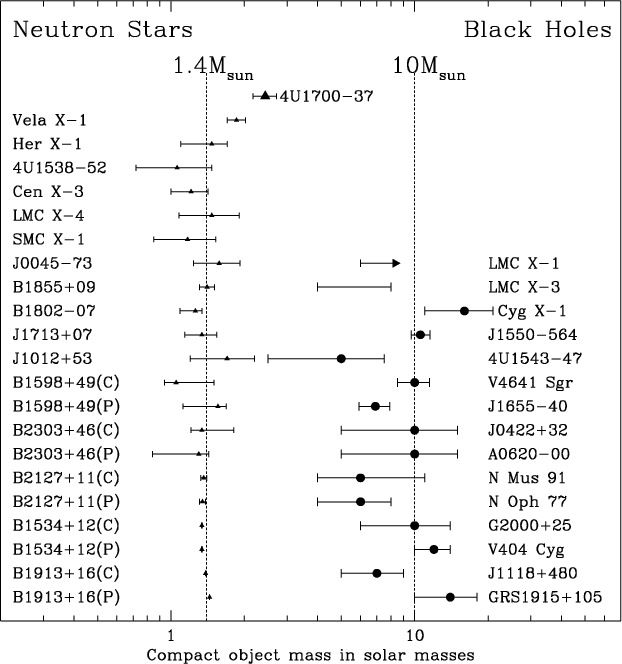 Neutron Stars Black Holes
1.4Msun 10Msun
4U1700-37
Vela X-1
Her X-1
4U1538-52
Cen X-3
LMC X-4
SMC X-1
J0045-73 LMC X-1
B1855+09 LMC X-3
B1802-07 Cyg X-1
J1713+07 J1550-564
J1012+53 4U1543-47
B1598+49(C) V4641 Sgr
B1598+49(P) J1655-40
B2303+46(C) J0422+32
B2303+46(P) A0620-00
B2127+11(C) N Mus 91
B2127+11(P) N Oph 77
B1534+12(C) G2000+25
B1534+12(P) V404 Cyg
B1913+16(C) J1118+480
B1913+16(P) GRS1915+105
1 10
Compact object mass in solar masses